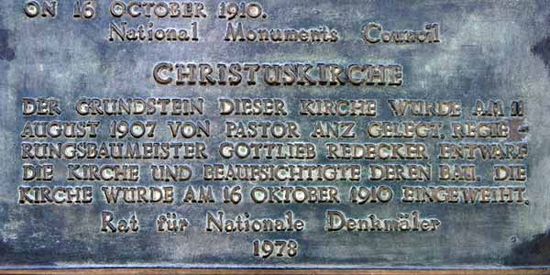 ON 16 OCTOBER 1910.
National Monuments Council
CHRISTUSKIRCHE
DER GRUNDSTEIN DIESER KIRCHE WURDE AM 11
AUGUST 1907 VON PASTOR ANZ GELEGT. REGIE
RUNGSBAUMEISTER GOTTLIEB REDECKER ENTWARF
DIE KIRCHE UND BEAUFSICHTIGTE DEREN BAU. DIE
KIRCHE WURDE AM 16 OKTOBER 1910 EINGEWEIHT.
Rat für Nationale Denkmäler
1978